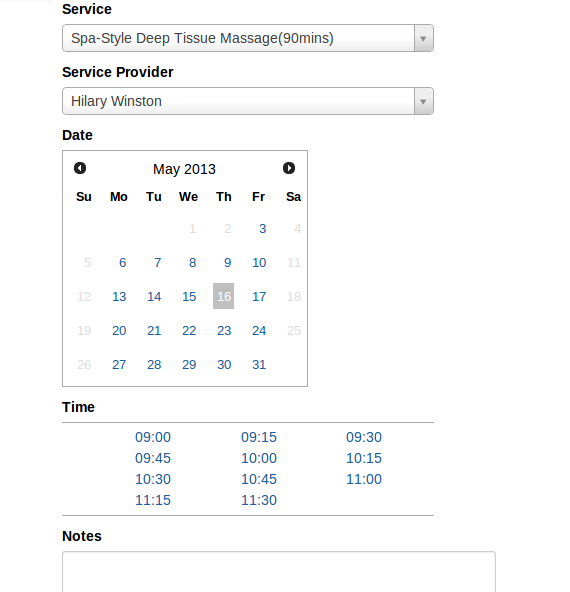 Service
Spa-Style Deep Tissue Massage(90mins)
Service Provider
Hilary Winston
Date
May 2013
Su Mo Tu We Th Fr Sa
1 2 3 4
5 6 7 8 9 10 11
12 13 14 15 16 17 18
19 20 21 22 23 24 25
26 27 28 29 30 31
Time
09:00 09:15 09:30
09:45 10:00 10:15
10:30 10:45 11:00
11:15 11:30
Notes